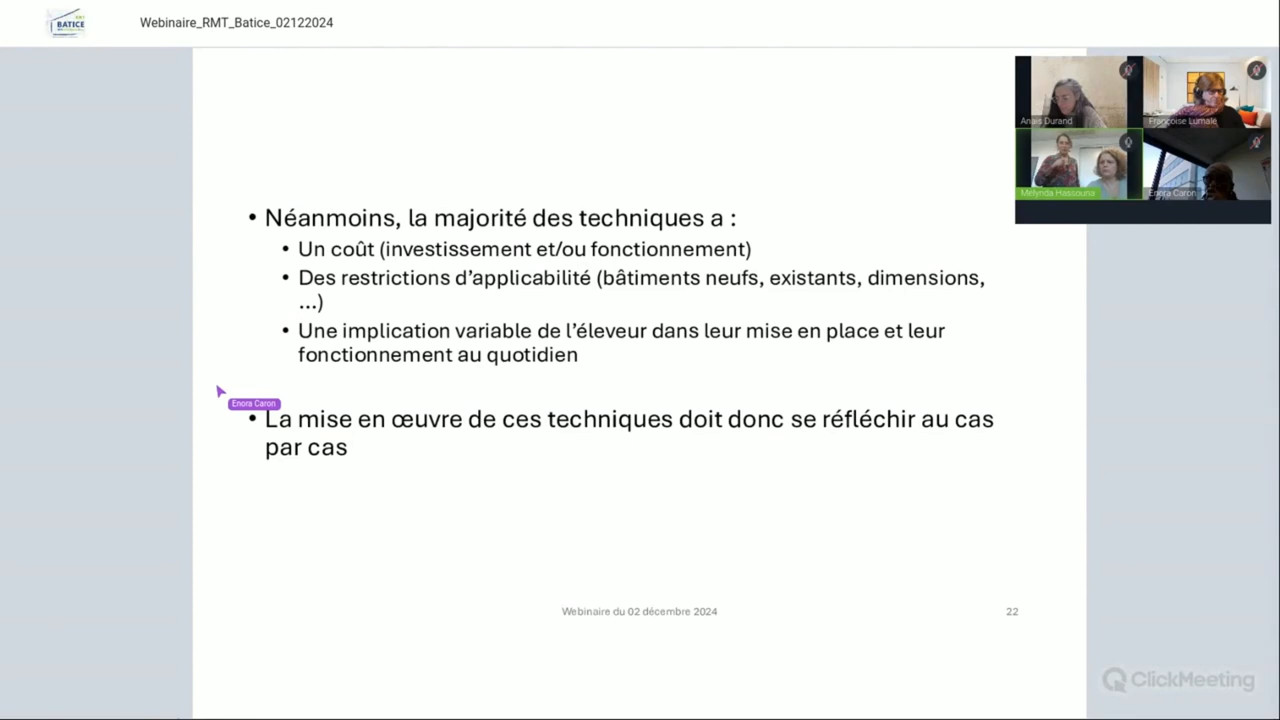 BATICE
Webinaire_RMT_Batice_02122024
Anais Durand
Françoise Lumalé
Mélynda Hassouna
Enora Caron
• Néanmoins, la majorité des techniques a :
• Un coût (investissement et/ou fonctionnement)
• Des restrictions d’applicabilité (bâtiments neufs, existants, dimensions,
…)
• Une implication variable de l’éleveur dans leur mise en place et leur
fonctionnement au quotidien
Enora Caron
• La mise en œuvre de ces techniques doit donc se réfléchir au cas
par cas
Webinaire du 02 décembre 2024
22
ClickMeeting